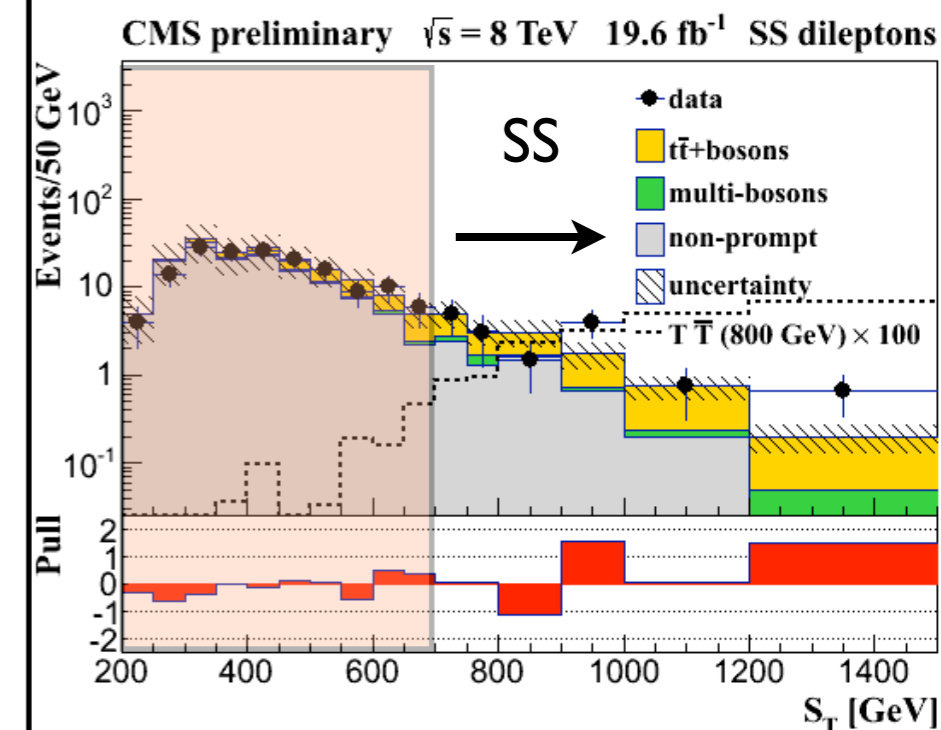 CMS preliminary √s = 8 TeV 19.6 fb⁻¹ SS dileptons
Events/50 GeV
10³
10²
10
1
10⁻¹
SS
data
tt̄+bosons
multi-bosons
non-prompt
uncertainty
T T̄ (800 GeV) × 100
Pull
2
1
0
-1
-2
200 400 600 800 1000 1200 1400
S_T [GeV]